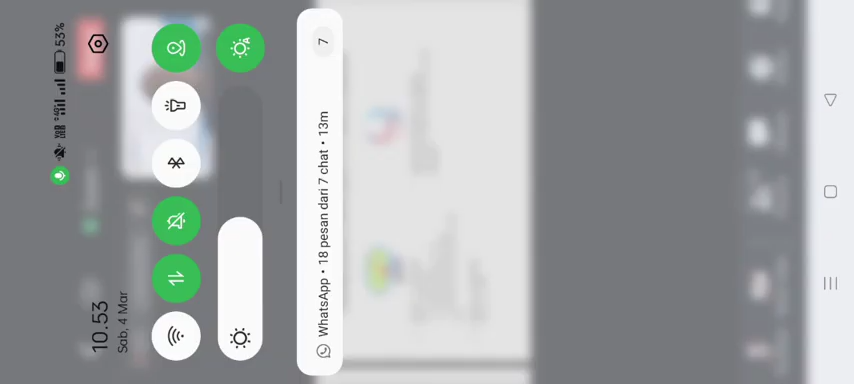 53%
10.53
Sab, 4 Mar
WhatsApp • 18 pesan dari 7 chat • 13m
7